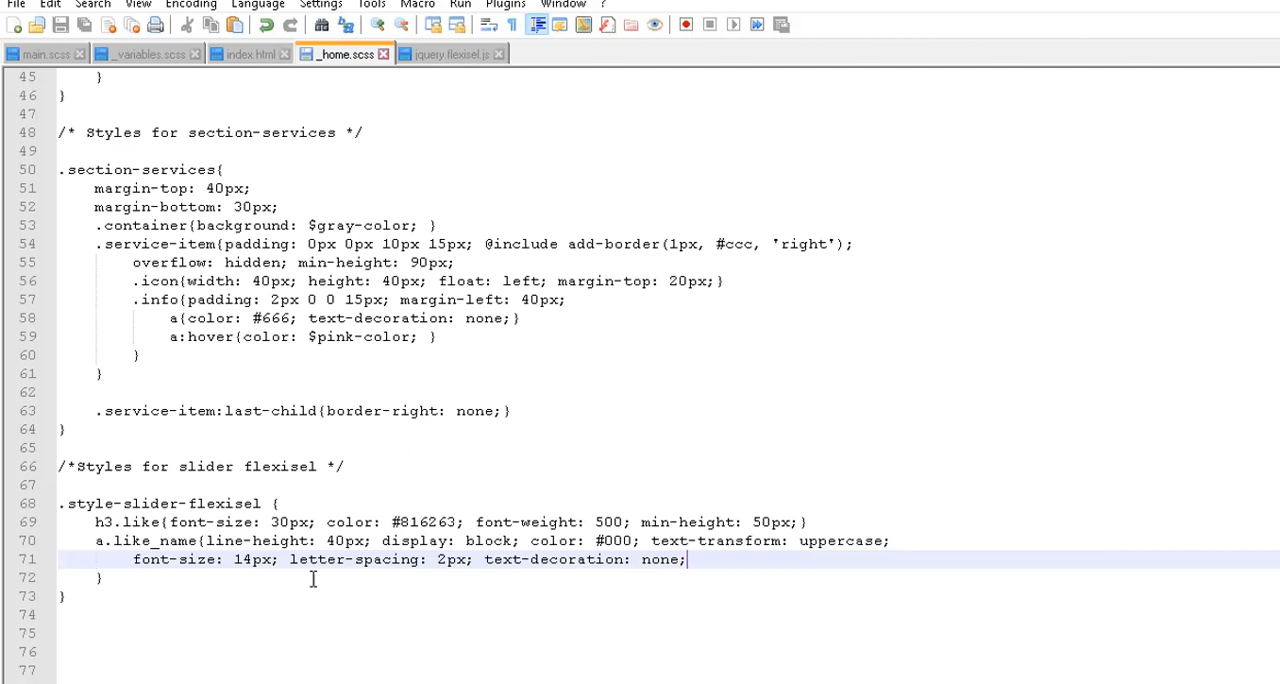 File Edit Search View Encoding Language Settings Tools Macro Run Plugins Window ?
main.scss _variables.scss index.html _home.scss jquery.flexisel.js
45 }
46 }
47
48 /* Styles for section-services */
49
50 .section-services{
51 margin-top: 40px;
52 margin-bottom: 30px;
53 .container{background: $gray-color; }
54 .service-item{padding: 0px 0px 10px 15px; @include add-border(1px, #ccc, 'right');
55 overflow: hidden; min-height: 90px;
56 .icon{width: 40px; height: 40px; float: left; margin-top: 20px;}
57 .info{padding: 2px 0 0 15px; margin-left: 40px;
58 a{color: #666; text-decoration: none;}
59 a:hover{color: $pink-color; }
60 }
61 }
62
63 .service-item:last-child{border-right: none;}
64 }
65
66 /*Styles for slider flexisel */
67
68 .style-slider-flexisel {
69 h3.like{font-size: 30px; color: #816263; font-weight: 500; min-height: 50px;}
70 a.like_name{line-height: 40px; display: block; color: #000; text-transform: uppercase;
71 font-size: 14px; letter-spacing: 2px; text-decoration: none;
72 }
73 }
74
75
76
77